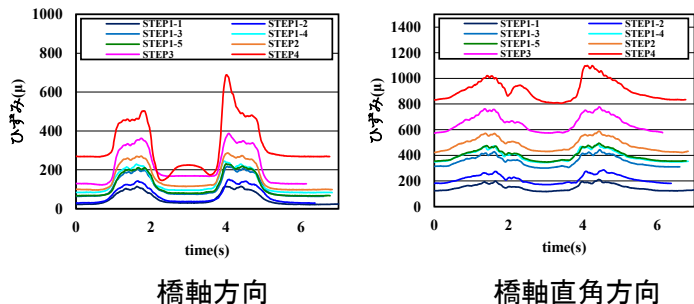 1000
800
600
400
200
0
ひずみ(μ)
STEP1-1 STEP1-2
STEP1-3 STEP1-4
STEP1-5 STEP2
STEP3 STEP4
0 2 4 6
time(s)
橋軸方向
1400
1200
1000
800
600
400
200
0
ひずみ(μ)
STEP1-1 STEP1-2
STEP1-3 STEP1-4
STEP1-5 STEP2
STEP3 STEP4
0 2 4 6
time(s)
橋軸直角方向